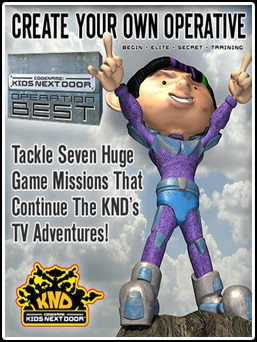 CREATE YOUR OWN OPERATIVE
BEGIN · ELITE · SECRET · TRAINING
CODENAME:
KIDS NEXT DOOR
OPERATION
BEST
Tackle Seven Huge
Game Missions That
Continue The KND's
TV Adventures!
KND
CODENAME:
KIDS NEXT DOOR